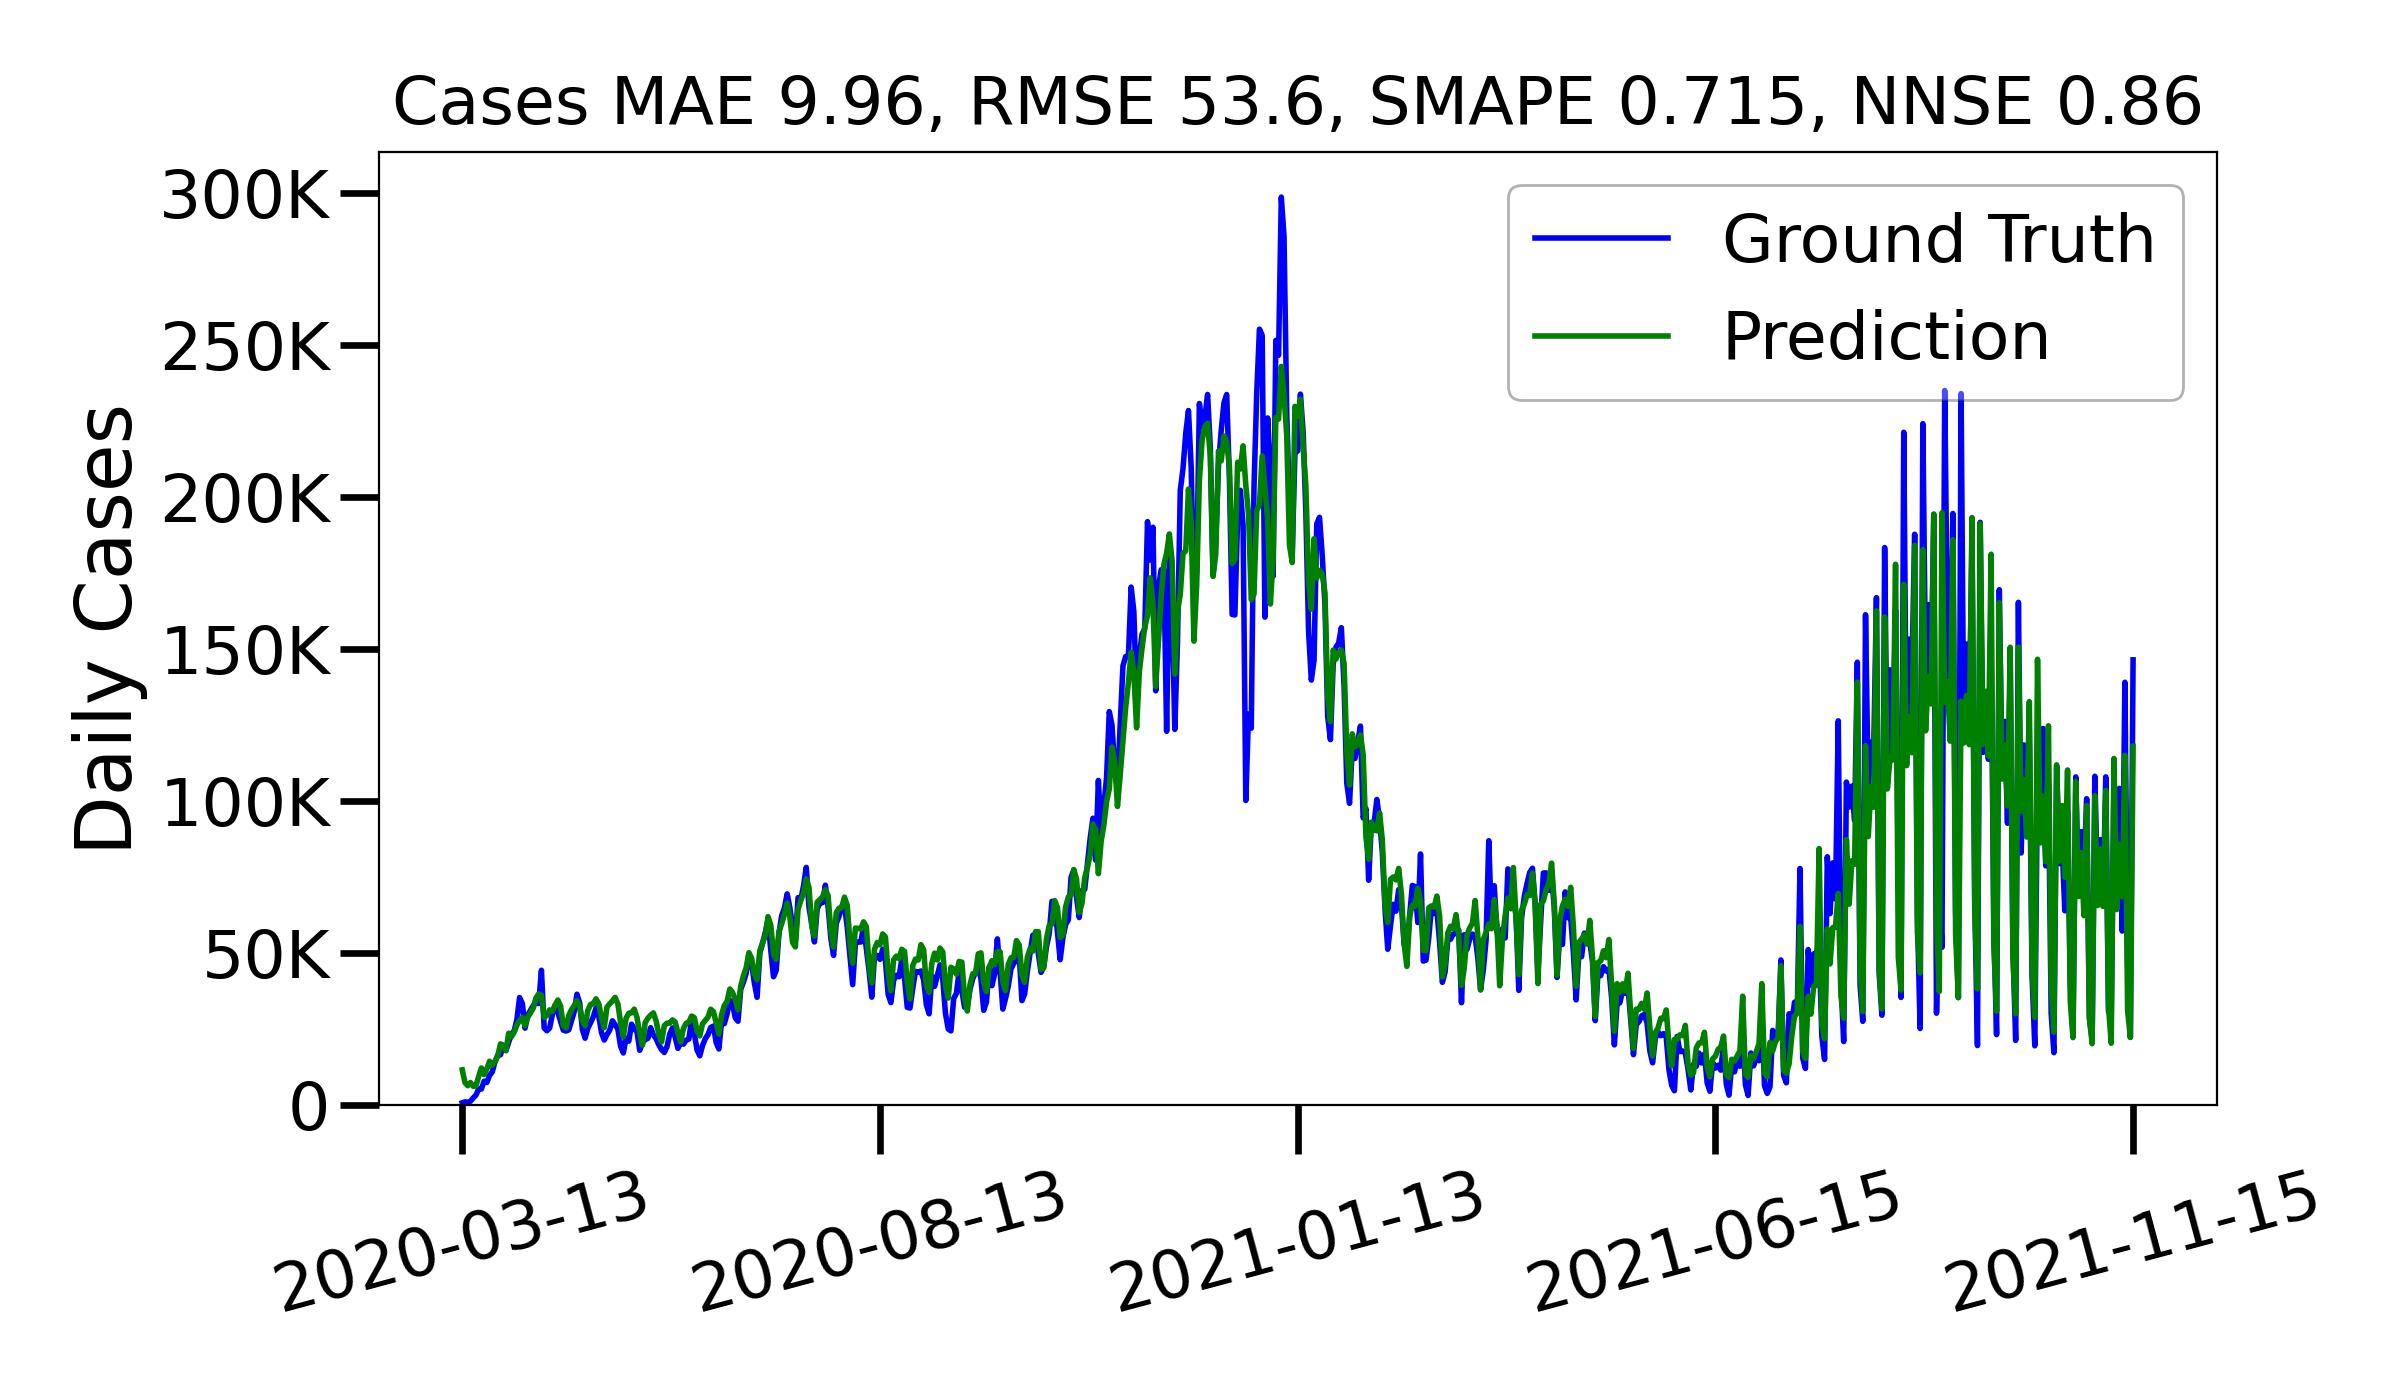 Cases MAE 9.96, RMSE 53.6, SMAPE 0.715, NNSE 0.86
300K
250K
200K
150K
100K
50K
0
Daily Cases
Ground Truth
Prediction
2020-03-13
2020-08-13
2021-01-13
2021-06-15
2021-11-15